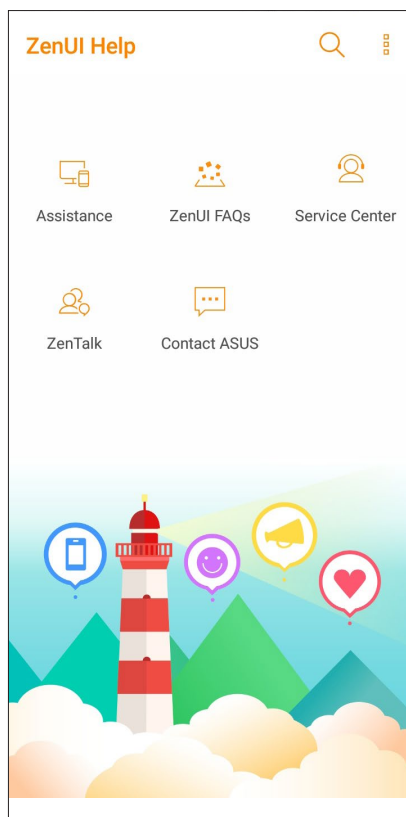 ZenUI Help
Assistance
ZenUI FAQs
Service Center
ZenTalk
Contact ASUS